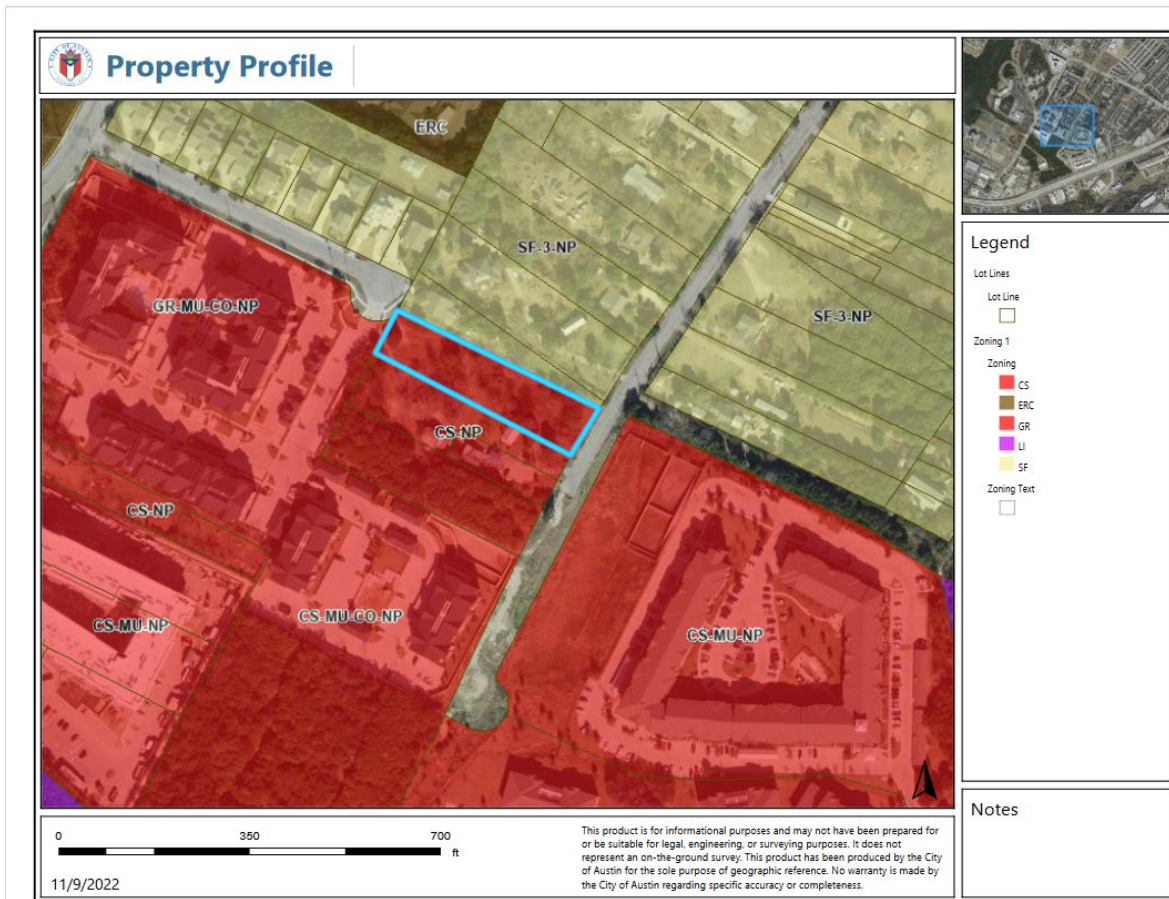 Property Profile
ERC
SF-3-NP
GR-MU-CO-NP
SF-3-NP
CS-NP
CS-NP
CS-MU-CO-NP
CS-MU-NP
CS-MU-NP
Legend
Lot Lines
Lot Line
Zoning 1
Zoning
CS
ERC
GR
LI
SF
Zoning Text
Notes
0 350 700
ft
11/9/2022
This product is for informational purposes and may not have been prepared for
or be suitable for legal, engineering, or surveying purposes. It does not
represent an on-the-ground survey. This product has been produced by the City
of Austin for the sole purpose of geographic reference. No warranty is made by
the City of Austin regarding specific accuracy or completeness.